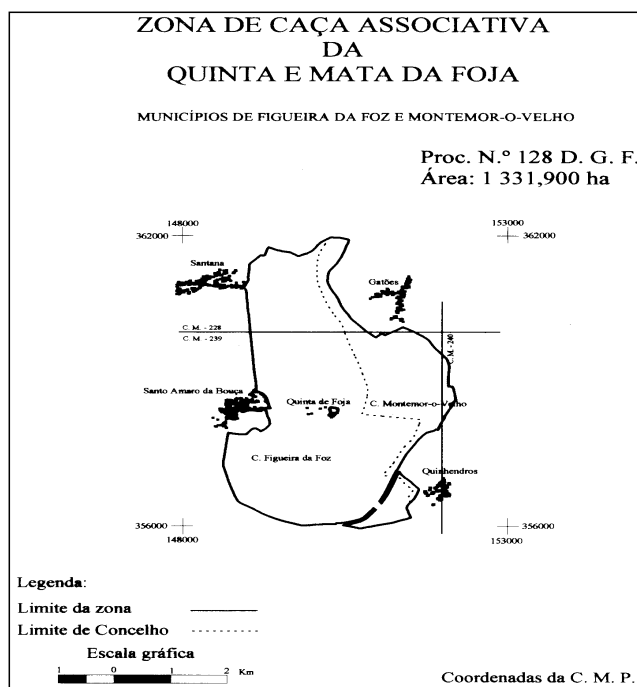 ZONA DE CAÇA ASSOCIATIVA
DA
QUINTA E MATA DA FOJA
MUNICÍPIOS DE FIGUEIRA DA FOZ E MONTEMOR-O-VELHO
Proc. N.º 128 D. G. F.
Área: 1 331,900 ha
148000
153000
362000
362000
Santana
Gatões
C. M. - 228
C. M. - 239
C. M. - 240
Santo Amaro da Bouça
Quinta de Foja
C. Montemor-o-Velho
C. Figueira da Foz
Quinhendros
356000
356000
148000
153000
Legenda:
Limite da zona
Limite de Concelho
Escala gráfica
1 0 1 2 Km
Coordenadas da C. M. P.